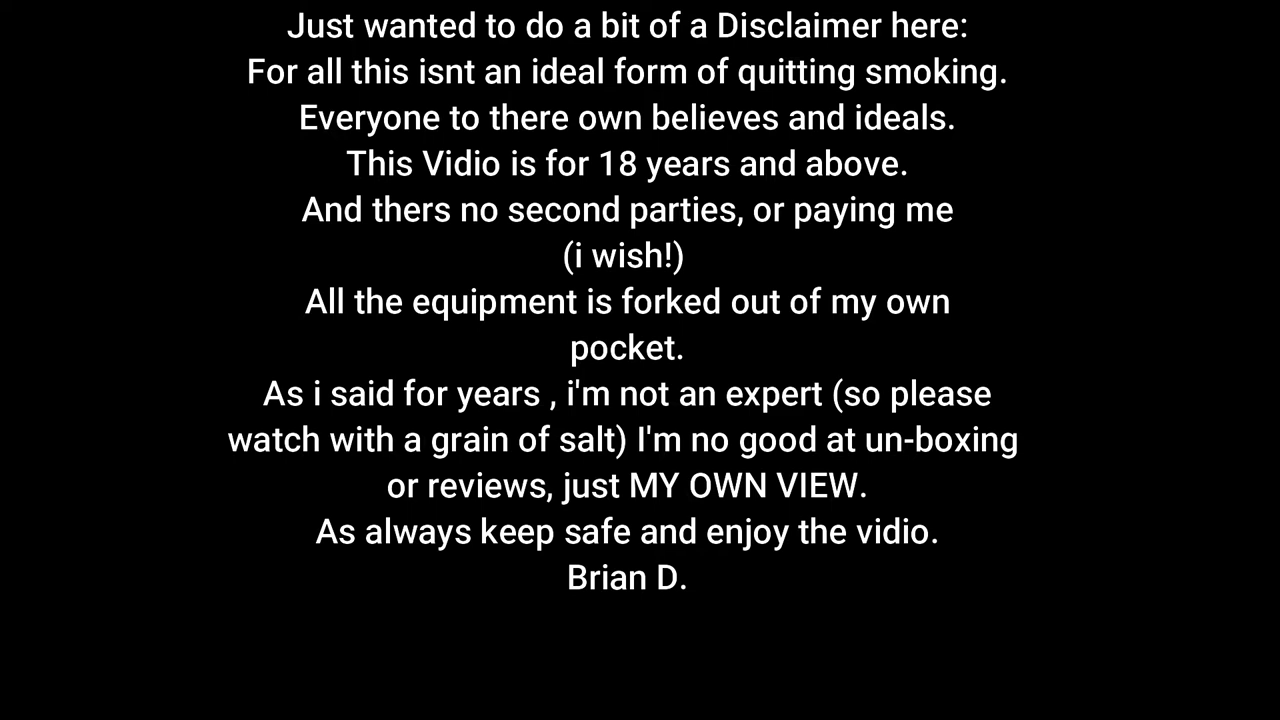 Just wanted to do a bit of a Disclaimer here:
For all this isnt an ideal form of quitting smoking.
Everyone to there own believes and ideals.
This Vidio is for 18 years and above.
And thers no second parties, or paying me
(i wish!)
All the equipment is forked out of my own
pocket.
As i said for years , i'm not an expert (so please
watch with a grain of salt) I'm no good at un-boxing
or reviews, just MY OWN VIEW.
As always keep safe and enjoy the vidio.
Brian D.